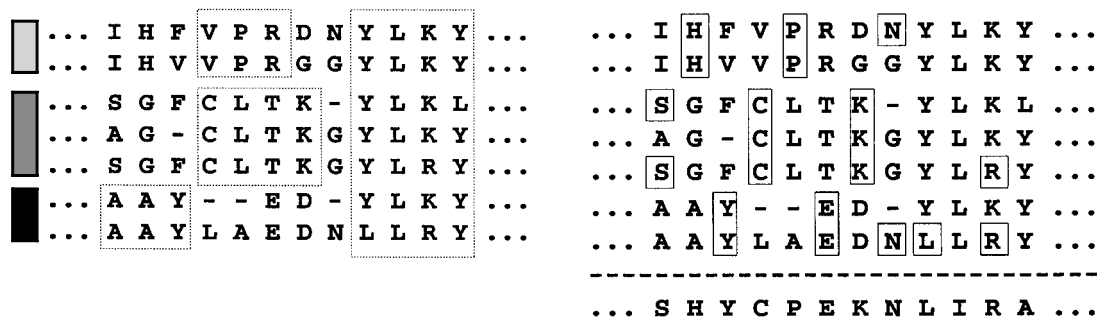 ... I H F V P R D N Y L K Y ...
... I H V V P R G G Y L K Y ...
... S G F C L T K - Y L K L ...
... A G - C L T K G Y L K Y ...
... S G F C L T K G Y L R Y ...
... A A Y - - E D - Y L K Y ...
... A A Y L A E D N L L R Y ...
... I H F V P R D N Y L K Y ...
... I H V V P R G G Y L K Y ...
... S G F C L T K - Y L K L ...
... A G - C L T K G Y L K Y ...
... S G F C L T K G Y L R Y ...
... A A Y - - E D - Y L K Y ...
... A A Y L A E D N L L R Y ...
... S H Y C P E K N L I R A ...